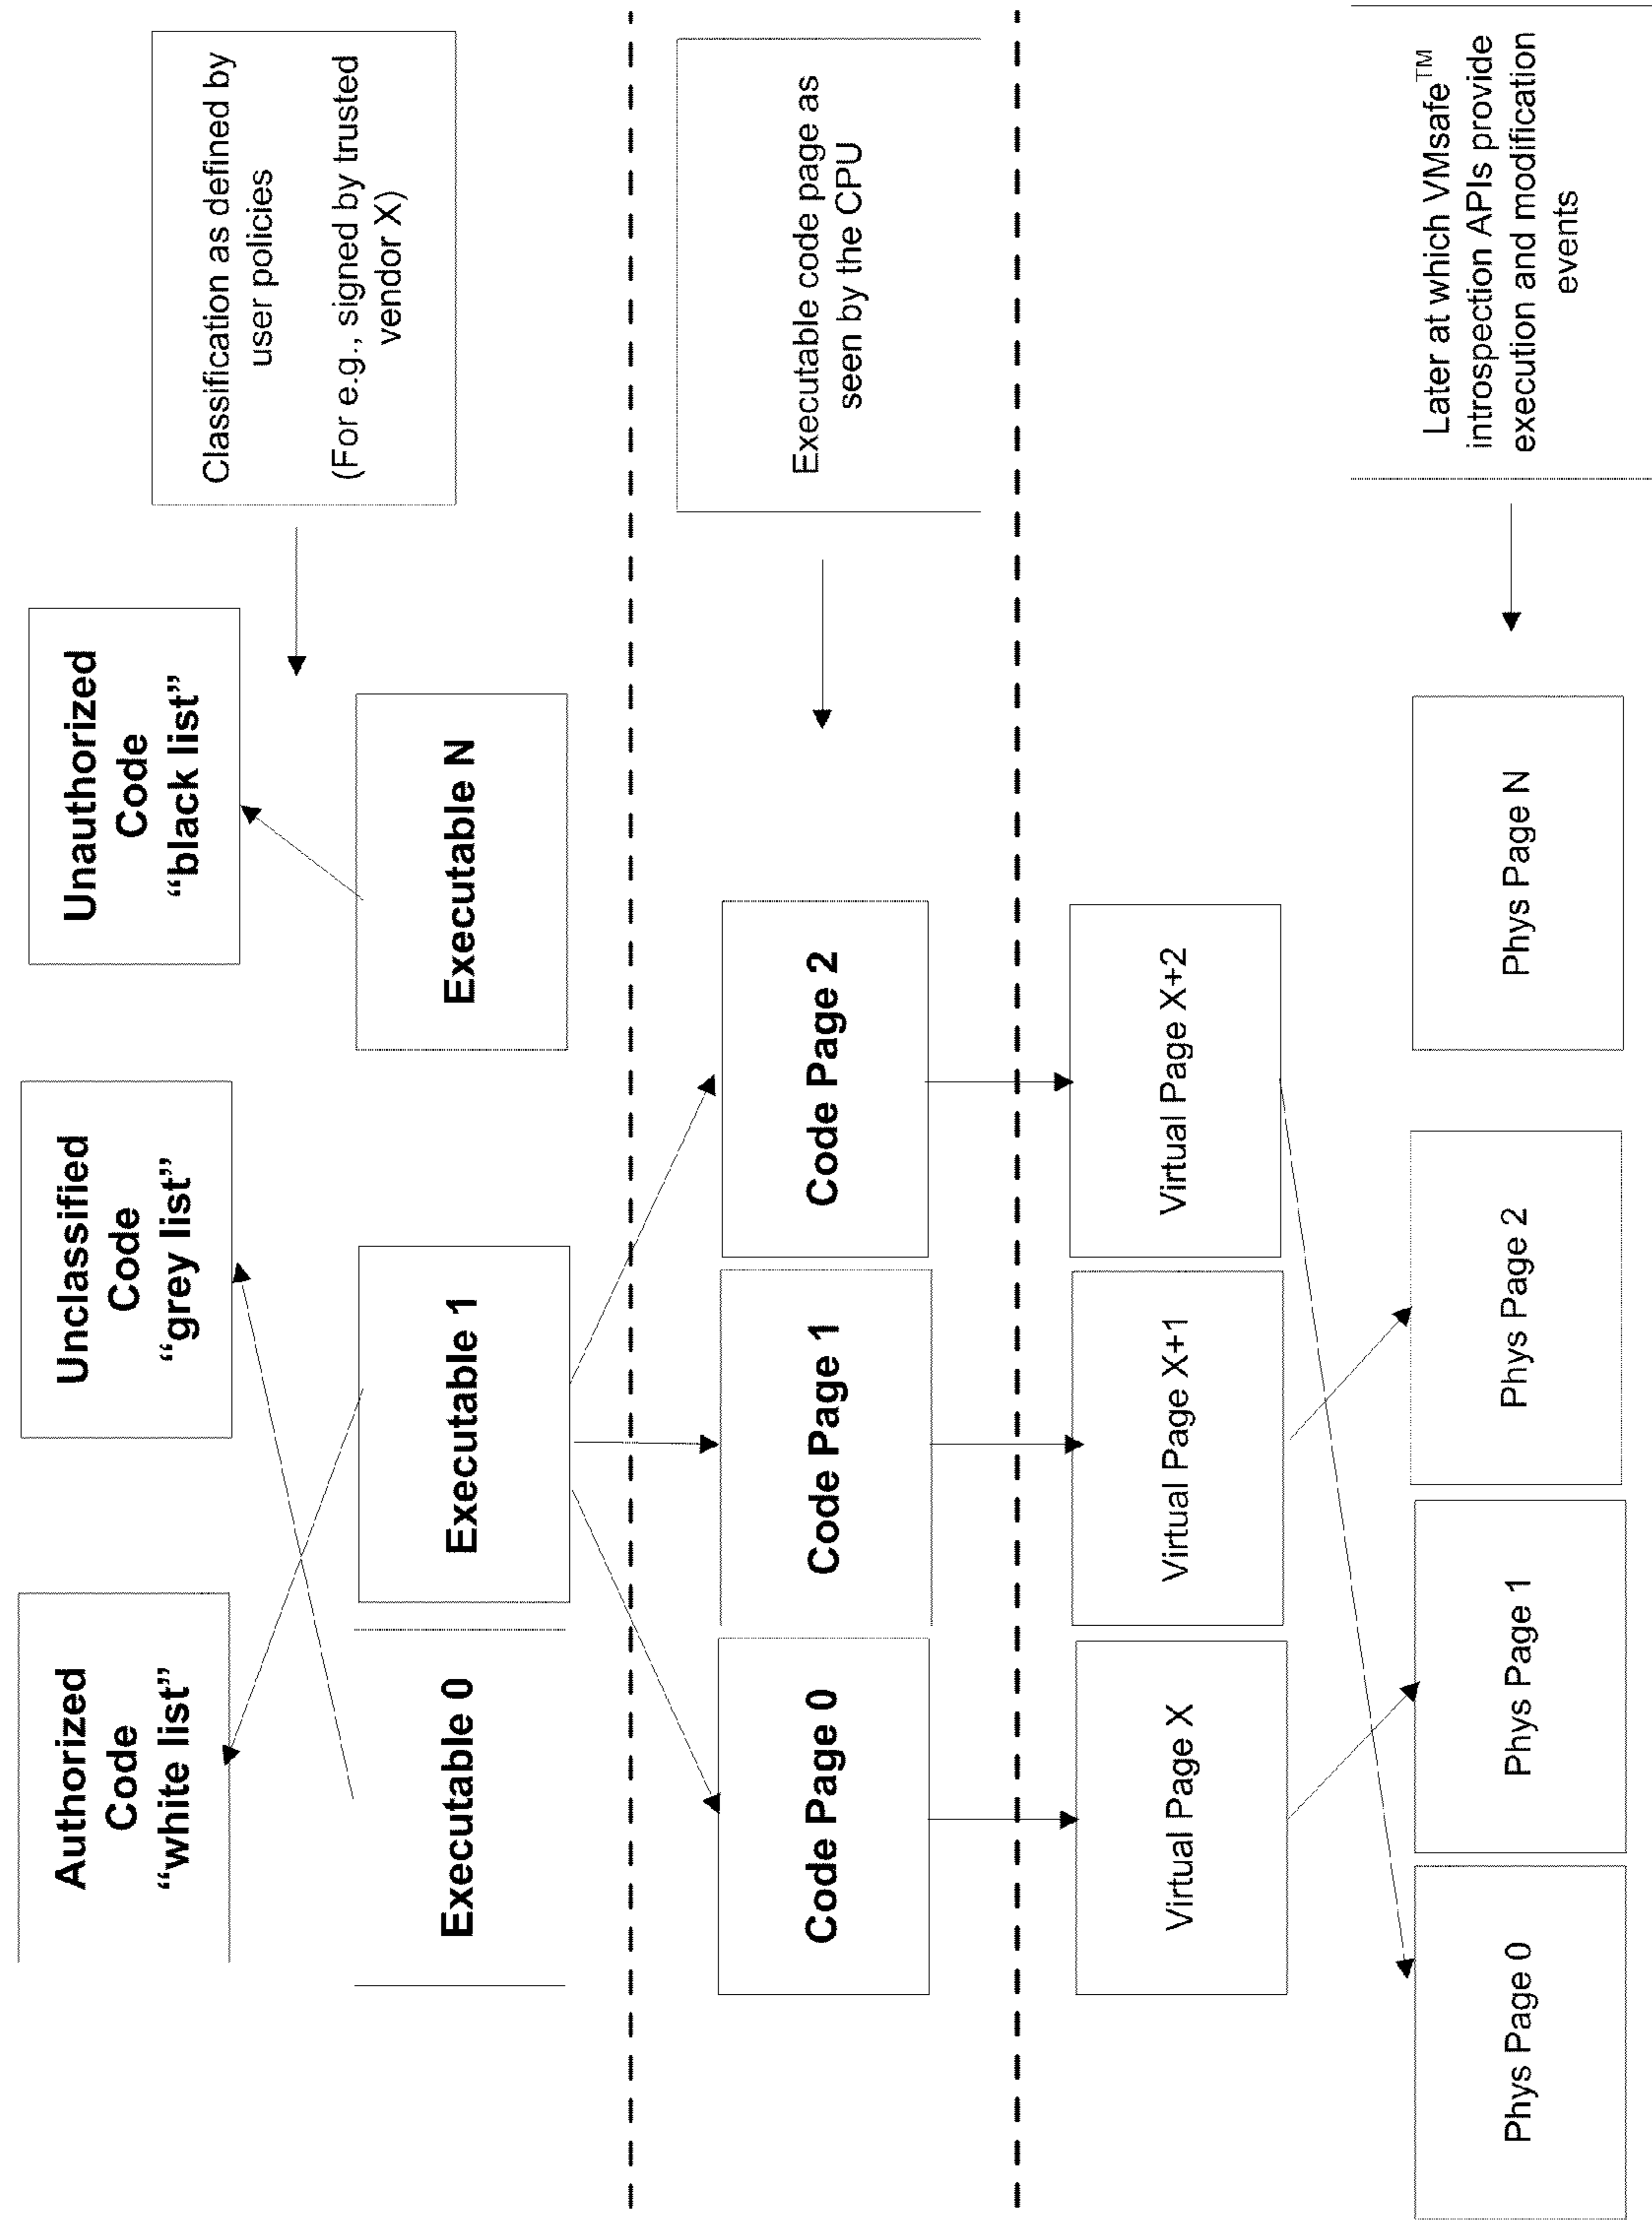 Authorized
Code
“white list”
Unclassified
Code
“grey list”
Unauthorized
Code
“black list”
Classification as defined by
user policies
(For e.g., signed by trusted
vendor X)
Executable 0
Executable 1
Executable N
Code Page 0
Code Page 1
Code Page 2
Executable code page as
seen by the CPU
Virtual Page X
Virtual Page X+1
Virtual Page X+2
Phys Page 0
Phys Page 1
Phys Page 2
Phys Page N
Later at which VMsafe™
introspection APIs provide
execution and modification
events